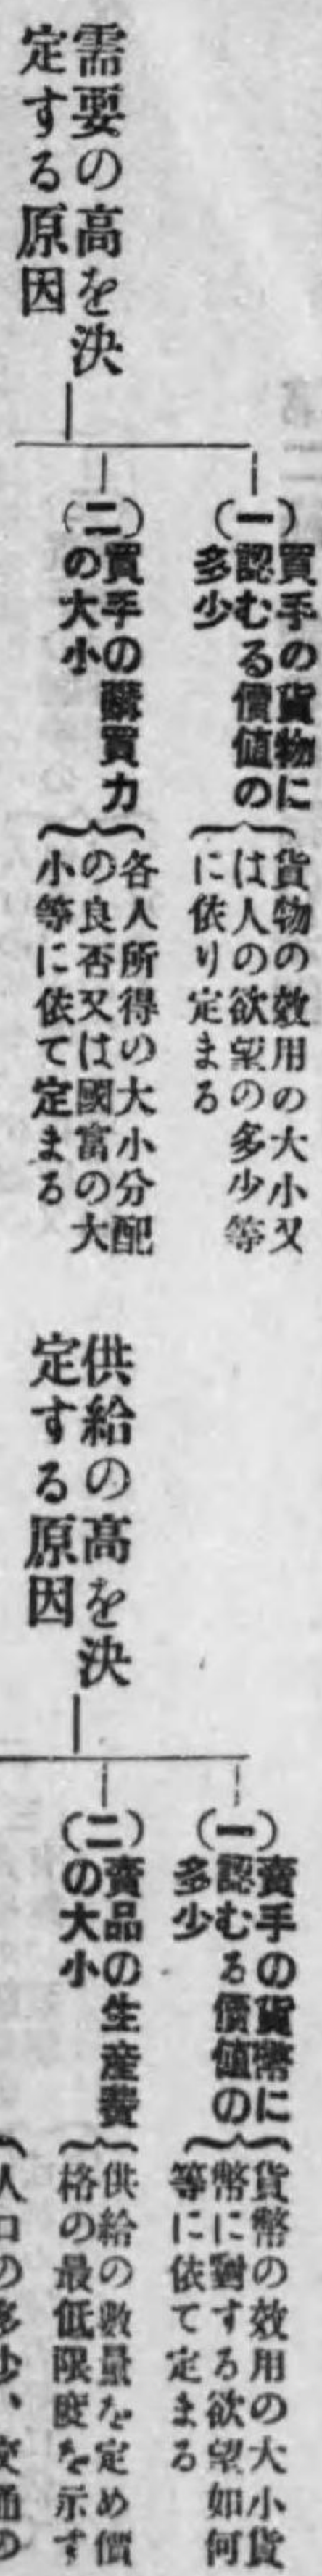 需要の高を決
定する原因
(一)
買手の貨物に
認むる價値の
多少
貨物の效用の大小又
は人の欲望の多少等
に依り定まる
(二)
買手の購買力
の大小
各人所得の大小分配
の良否又は國富の大
小等に依て定まる
供給の高を決
定する原因
(一)
賣手の貨幣に
認むる價値の
多少
貨幣の效用の大小貨
幣に對する欲望如何
等に依て定まる
(二)
賣品の生産費
の大小
供給の數量を定め價
格の最低限度を示す
人口の多少、交通の